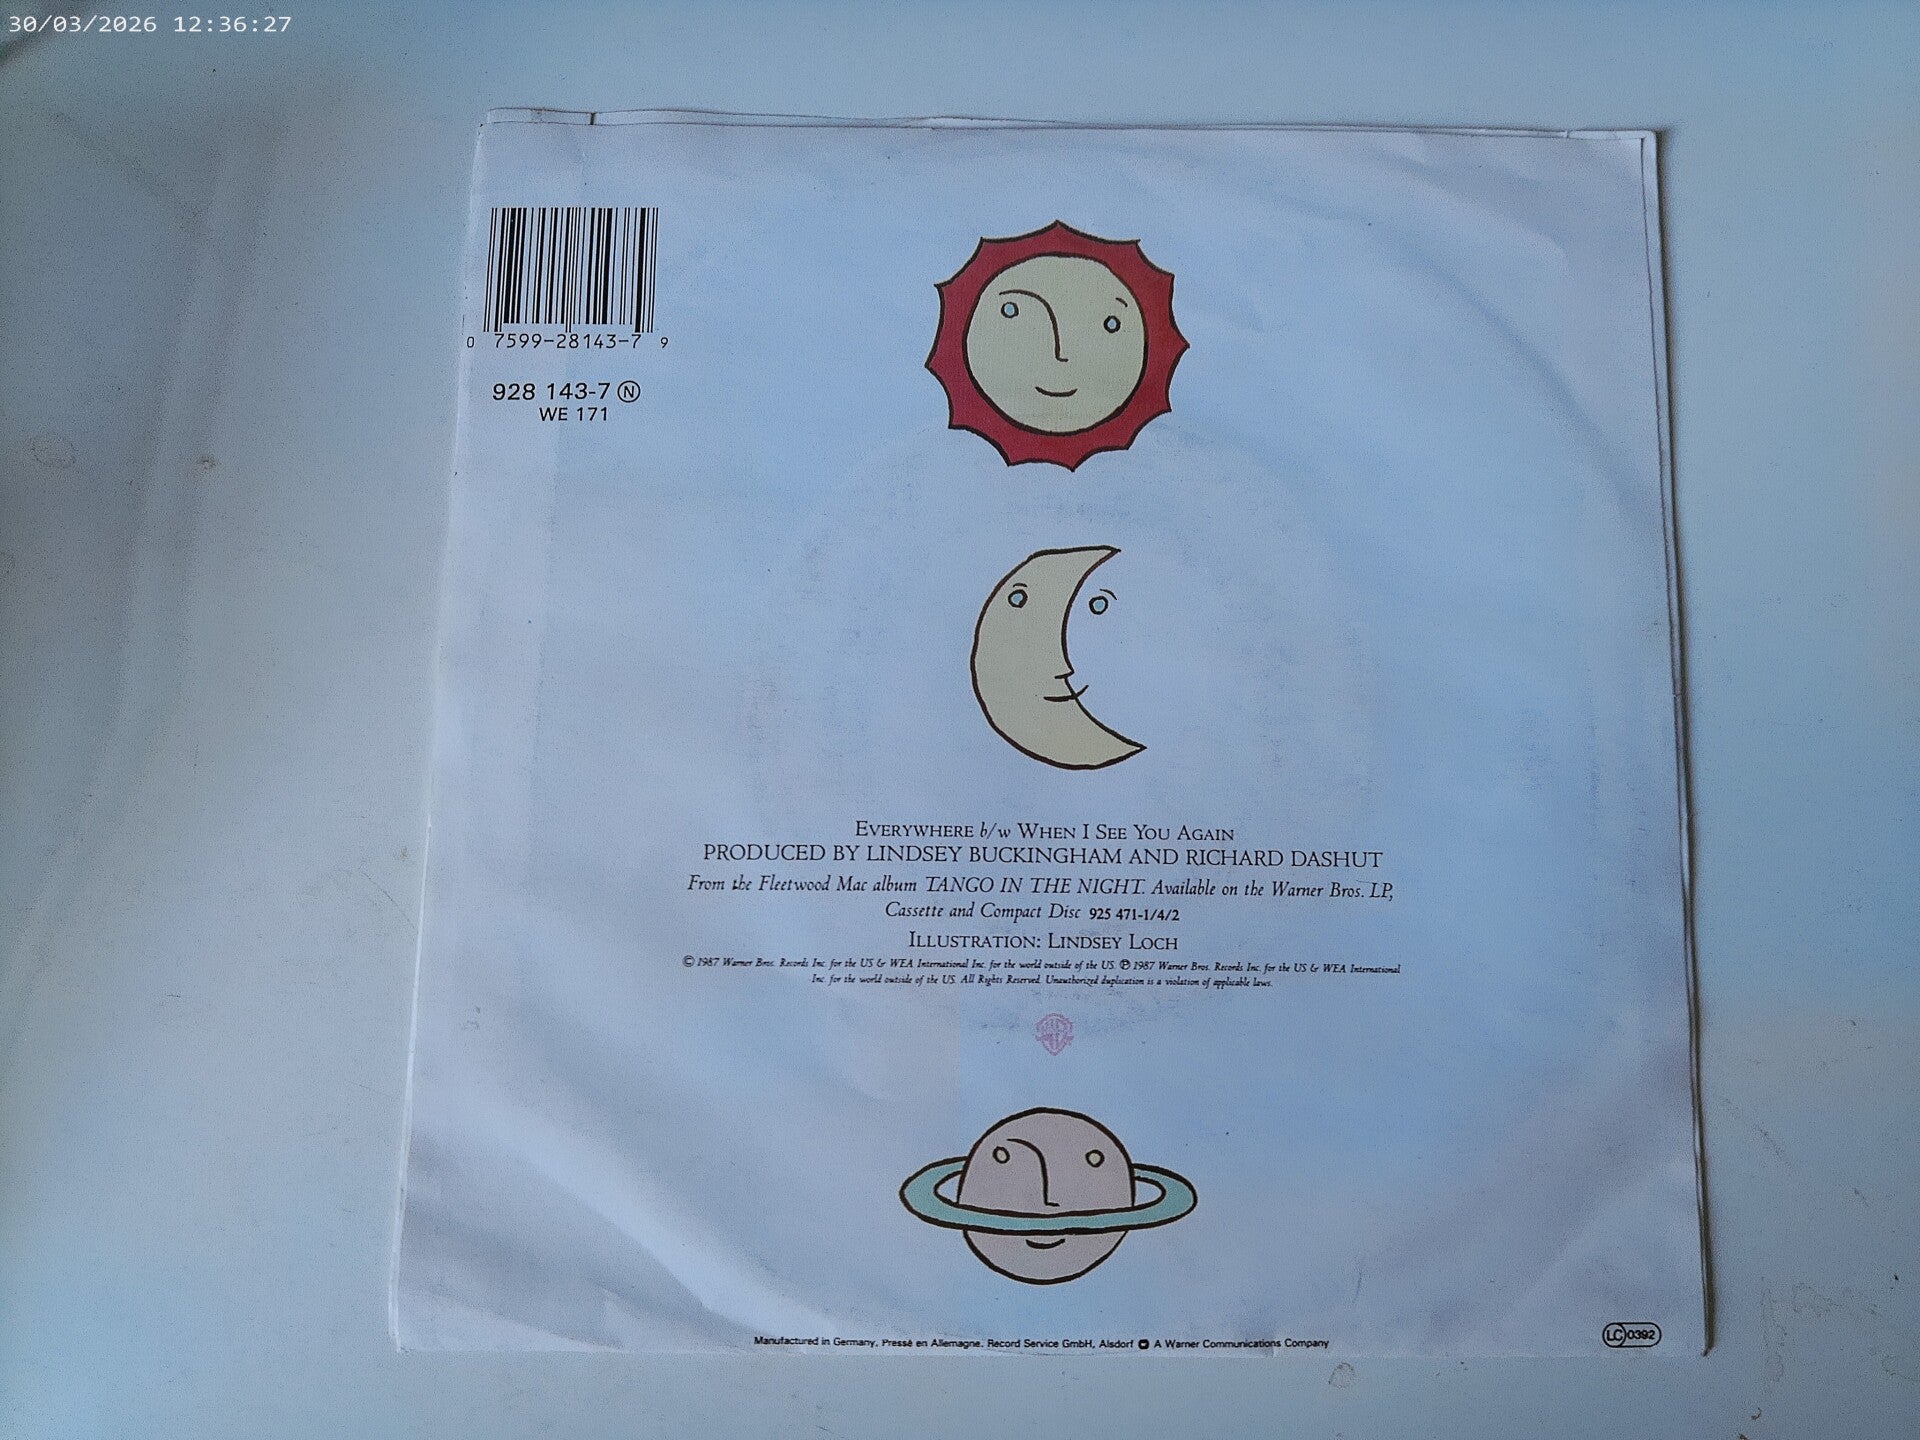 30/03/2026 12:36:27
0 7599-28143-7 9
928 143-7 Ⓝ
WE 171
EVERYWHERE b/w WHEN I SEE YOU AGAIN
PRODUCED BY LINDSEY BUCKINGHAM AND RICHARD DASHUT
From the Fleetwood Mac album TANGO IN THE NIGHT. Available on the Warner Bros. LP,
Cassette and Compact Disc 925 471-1/4/2
ILLUSTRATION: LINDSEY LOCH
© 1987 Warner Bros. Records Inc. for the US & WEA International Inc. for the world outside of the US. ℗ 1987 Warner Bros. Records Inc. for the US & WEA International
Inc. for the world outside of the US. All Rights Reserved. Unauthorized duplication is a violation of applicable laws.
Manufactured in Germany. Pressé en Allemagne. Record Service GmbH, Alsdorf A Warner Communications Company
LC 0392